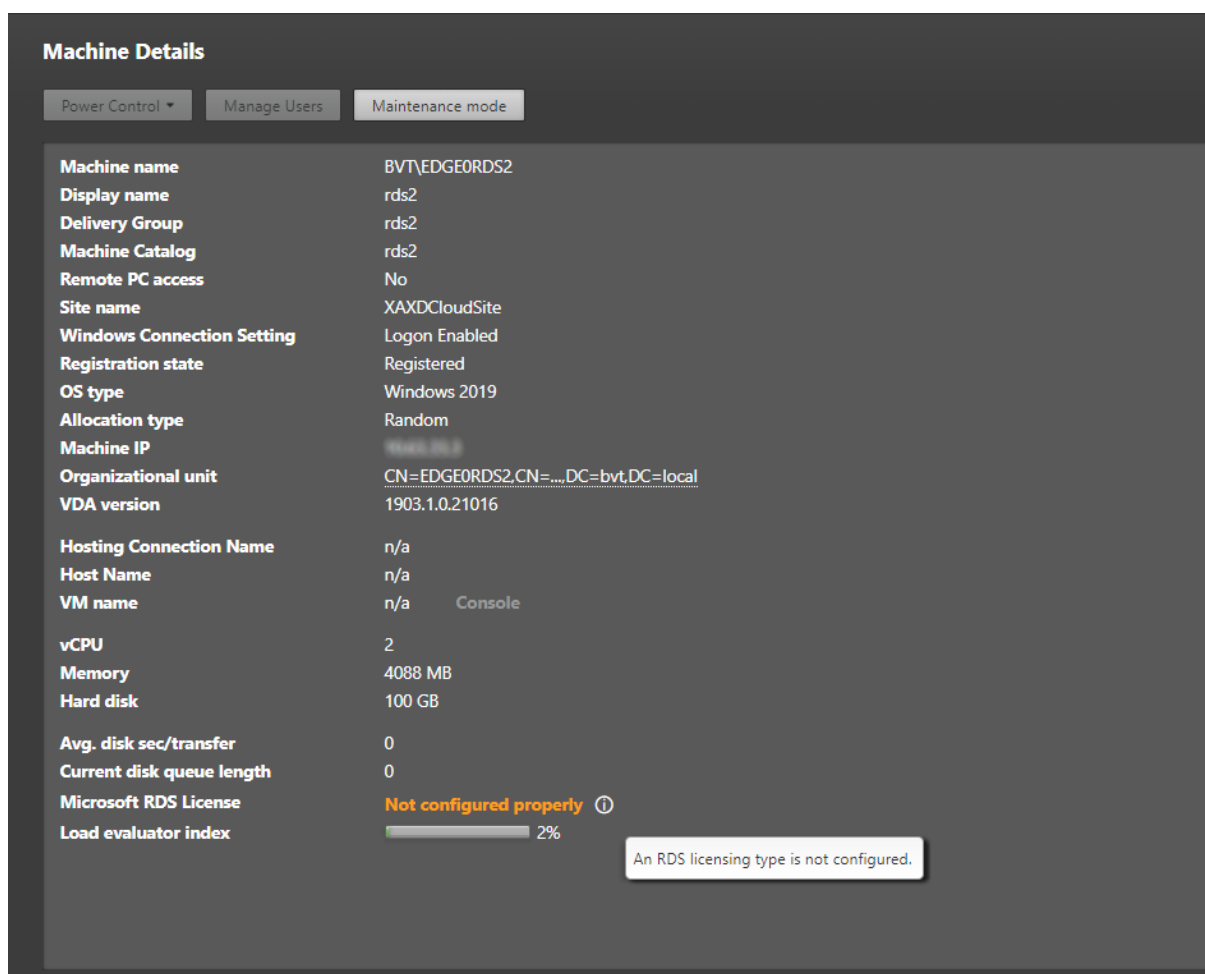 Machine Details
Power Control Manage Users Maintenance mode
Machine name BVT\EDGE0RDS2
Display name rds2
Delivery Group rds2
Machine Catalog rds2
Remote PC access No
Site name XAXDCloudSite
Windows Connection Setting Logon Enabled
Registration state Registered
OS type Windows 2019
Allocation type Random
Machine IP
Organizational unit CN=EDGE0RDS2,CN=...,DC=bvt,DC=local
VDA version 1903.1.0.21016
Hosting Connection Name n/a
Host Name n/a
VM name n/a Console
vCPU 2
Memory 4088 MB
Hard disk 100 GB
Avg. disk sec/transfer 0
Current disk queue length 0
Microsoft RDS License Not configured properly
Load evaluator index 2%
An RDS licensing type is not configured.